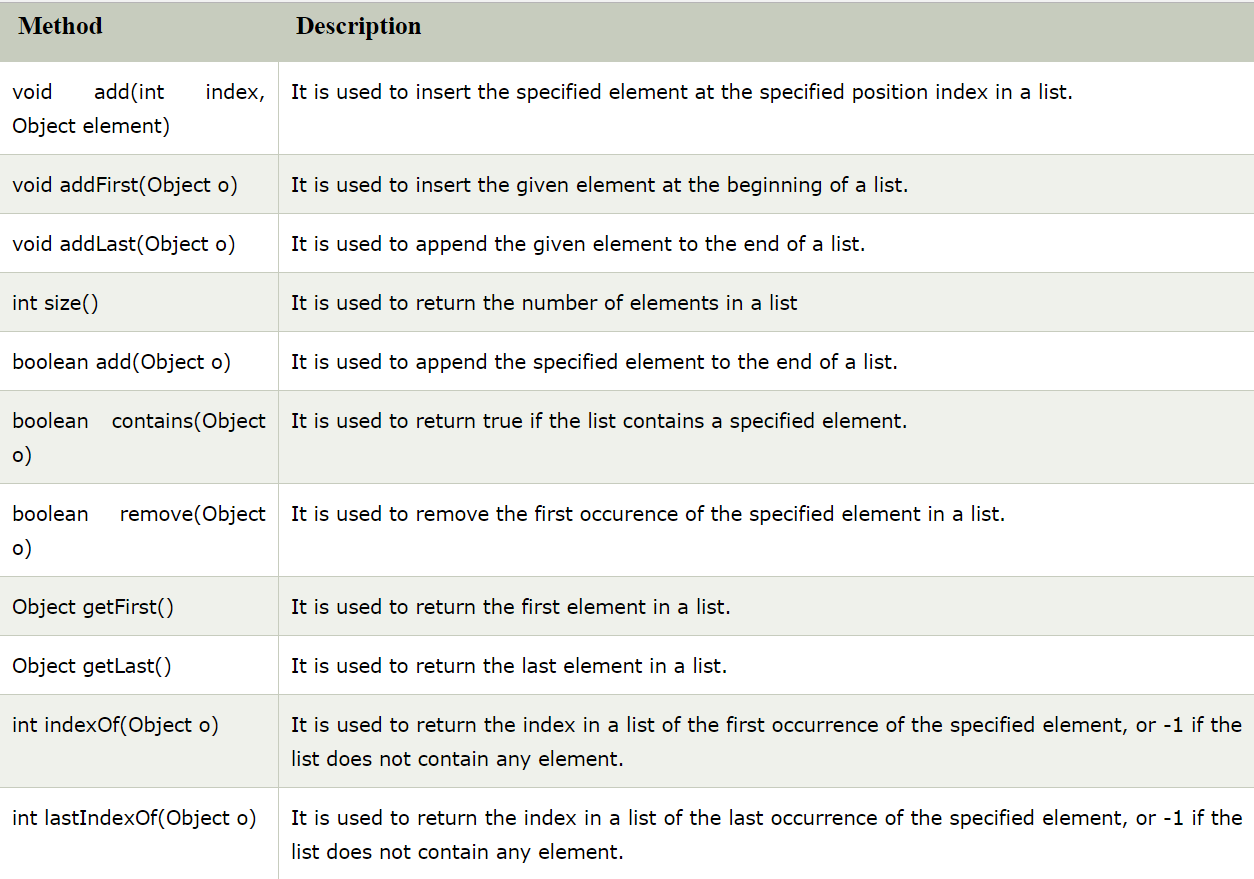 Method Description
void add(int index, It is used to insert the specified element at the specified position index in a list.
Object element)
void addFirst(Object o) It is used to insert the given element at the beginning of a list.
void addLast(Object o) It is used to append the given element to the end of a list.
int size() It is used to return the number of elements in a list
boolean add(Object o) It is used to append the specified element to the end of a list.
boolean contains(Object It is used to return true if the list contains a specified element.
o)
boolean remove(Object It is used to remove the first occurence of the specified element in a list.
o)
Object getFirst() It is used to return the first element in a list.
Object getLast() It is used to return the last element in a list.
int indexOf(Object o) It is used to return the index in a list of the first occurrence of the specified element, or -1 if the
list does not contain any element.
int lastIndexOf(Object o) It is used to return the index in a list of the last occurrence of the specified element, or -1 if the
list does not contain any element.